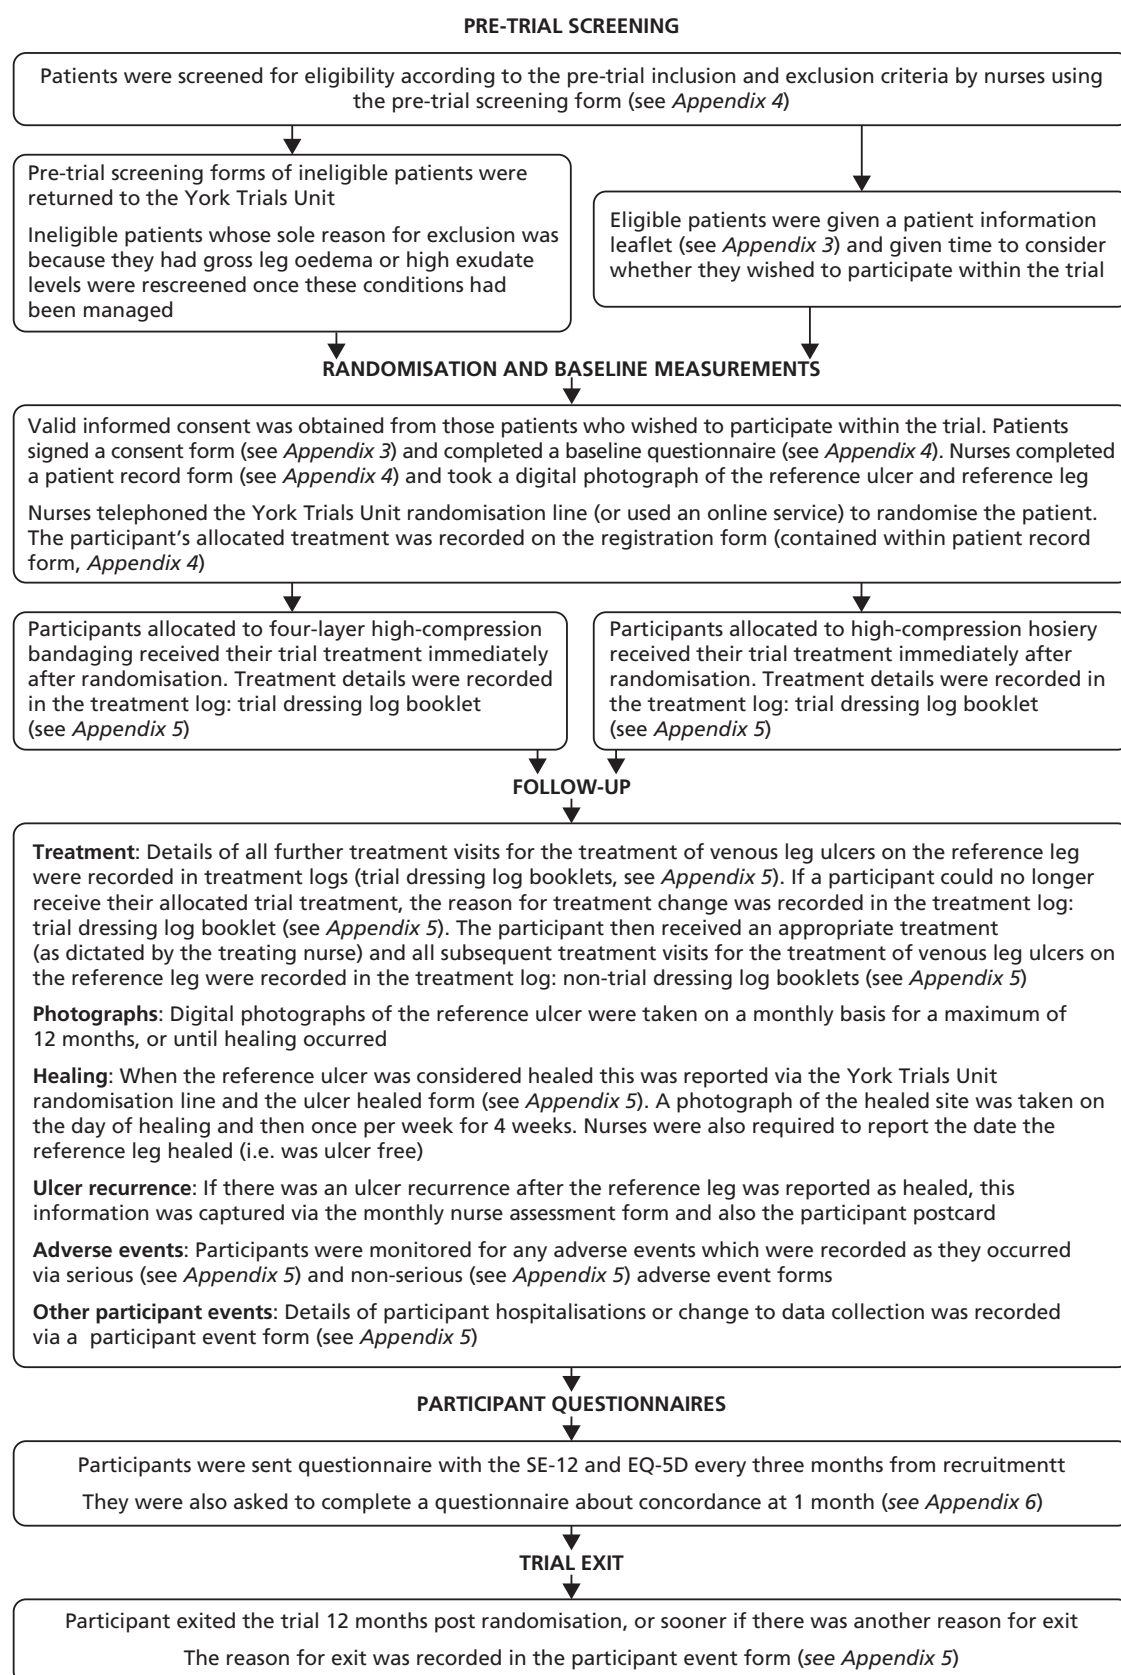 PRE-TRIAL SCREENING
Patients were screened for eligibility according to the pre-trial inclusion and exclusion criteria by nurses using
the pre-trial screening form (see Appendix 4)
Pre-trial screening forms of ineligible patients were
returned to the York Trials Unit
Ineligible patients whose sole reason for exclusion was
because they had gross leg oedema or high exudate
levels were rescreened once these conditions had
been managed
Eligible patients were given a patient information
leaflet (see Appendix 3) and given time to consider
whether they wished to participate within the trial
RANDOMISATION AND BASELINE MEASUREMENTS
Valid informed consent was obtained from those patients who wished to participate within the trial. Patients
signed a consent form (see Appendix 3) and completed a baseline questionnaire (see Appendix 4). Nurses completed
a patient record form (see Appendix 4) and took a digital photograph of the reference ulcer and reference leg
Nurses telephoned the York Trials Unit randomisation line (or used an online service) to randomise the patient.
The participant's allocated treatment was recorded on the registration form (contained within patient record
form, Appendix 4)
Participants allocated to four-layer high-compression
bandaging received their trial treatment immediately
after randomisation. Treatment details were recorded
in the treatment log: trial dressing log booklet
(see Appendix 5)
Participants allocated to high-compression hosiery
received their trial treatment immediately after
randomisation. Treatment details were recorded in
the treatment log: trial dressing log booklet
(see Appendix 5)
FOLLOW-UP
Treatment: Details of all further treatment visits for the treatment of venous leg ulcers on the reference leg
were recorded in treatment logs (trial dressing log booklets, see Appendix 5). If a participant could no longer
receive their allocated trial treatment, the reason for treatment change was recorded in the treatment log:
trial dressing log booklet (see Appendix 5). The participant then received an appropriate treatment
(as dictated by the treating nurse) and all subsequent treatment visits for the treatment of venous leg ulcers on
the reference leg were recorded in the treatment log: non-trial dressing log booklets (see Appendix 5)
Photographs: Digital photographs of the reference ulcer were taken on a monthly basis for a maximum of
12 months, or until healing occurred
Healing: When the reference ulcer was considered healed this was reported via the York Trials Unit
randomisation line and the ulcer healed form (see Appendix 5). A photograph of the healed site was taken on
the day of healing and then once per week for 4 weeks. Nurses were also required to report the date the
reference leg healed (i.e. was ulcer free)
Ulcer recurrence: If there was an ulcer recurrence after the reference leg was reported as healed, this
information was captured via the monthly nurse assessment form and also the participant postcard
Adverse events: Participants were monitored for any adverse events which were recorded as they occurred
via serious (see Appendix 5) and non-serious (see Appendix 5) adverse event forms
Other participant events: Details of participant hospitalisations or change to data collection was recorded
via a participant event form (see Appendix 5)
PARTICIPANT QUESTIONNAIRES
Participants were sent questionnaire with the SE-12 and EQ-5D every three months from recruitmentt
They were also asked to complete a questionnaire about concordance at 1 month (see Appendix 6)
TRIAL EXIT
Participant exited the trial 12 months post randomisation, or sooner if there was another reason for exit
The reason for exit was recorded in the participant event form (see Appendix 5)